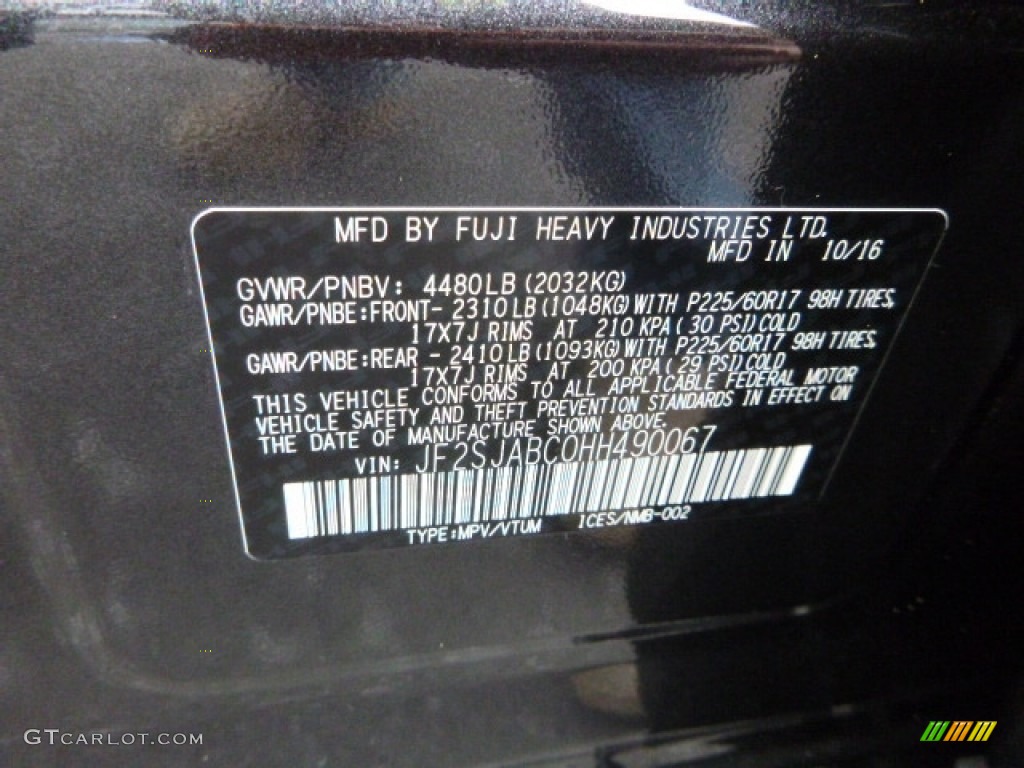 MFD BY FUJI HEAVY INDUSTRIES LTD.
MFD IN 10/16
GVWR/PNBV: 4480LB (2032KG)
GAWR/PNBE:FRONT- 2310LB (1048KG) WITH P225/60R17 98H TIRES,
17X7J RIMS AT 210 KPA (30 PSI) COLD
GAWR/PNBE:REAR - 2410LB (1093KG) WITH P225/60R17 98H TIRES,
17X7J RIMS AT 200 KPA (29 PSI) COLD
THIS VEHICLE CONFORMS TO ALL APPLICABLE FEDERAL MOTOR
VEHICLE SAFETY AND THEFT PREVENTION STANDARDS IN EFFECT ON
THE DATE OF MANUFACTURE SHOWN ABOVE.
VIN: JF2SJABC0HH490067
TYPE:MPV/VTUM ICES/NMB-002
GTCARLOT.COM